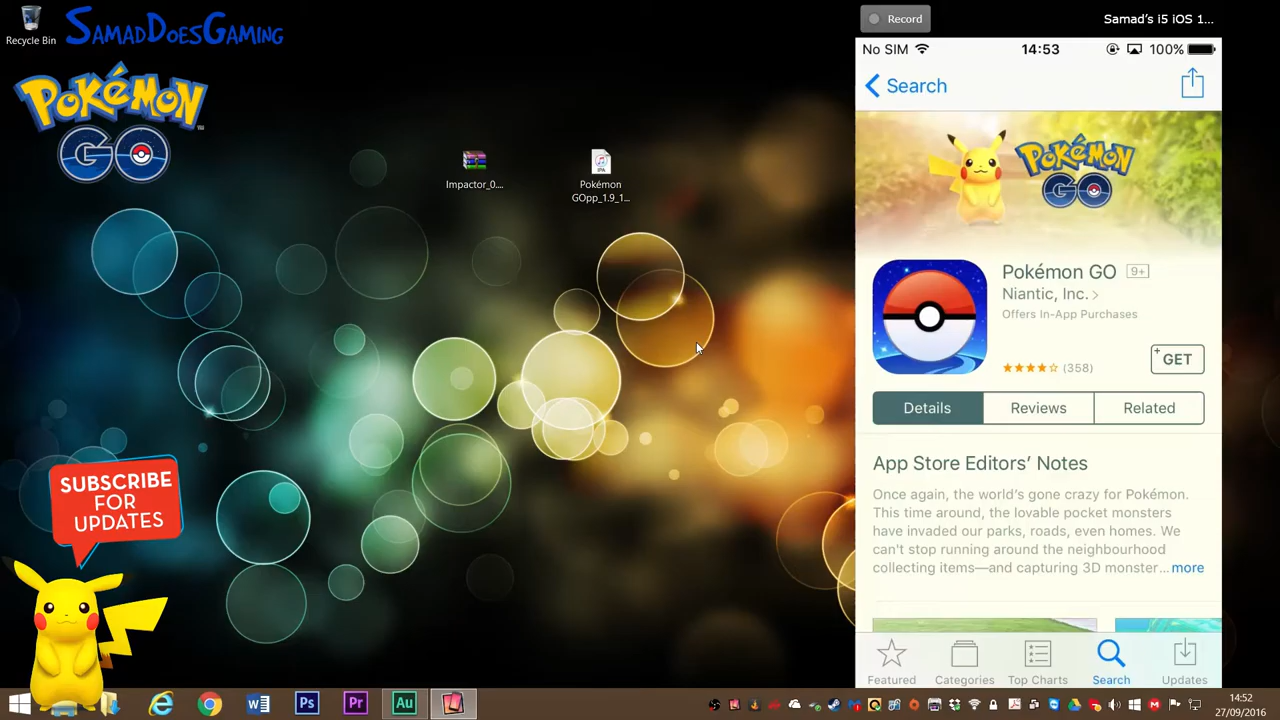 Recycle Bin
SAMADDOESGAMING
POKÉMON
GO
Impactor_0....
Pokémon
GOpp_1.9_1...
SUBSCRIBE
FOR
UPDATES
Record
Samad's i5 iOS 1...
No SIM
14:53
100%
Search
POKÉMON
GO
Pokémon GO 9+
Niantic, Inc. >
Offers In-App Purchases
★★★★☆ (358)
+ GET
Details
Reviews
Related
App Store Editors' Notes
Once again, the world's gone crazy for Pokémon.
This time around, the lovable pocket monsters
have invaded our parks, roads, even homes. We
can't stop running around the neighbourhood
collecting items—and capturing 3D monster... more
Featured
Categories
Top Charts
Search
Updates
Ps
Pr
Au
14:52
27/09/2016